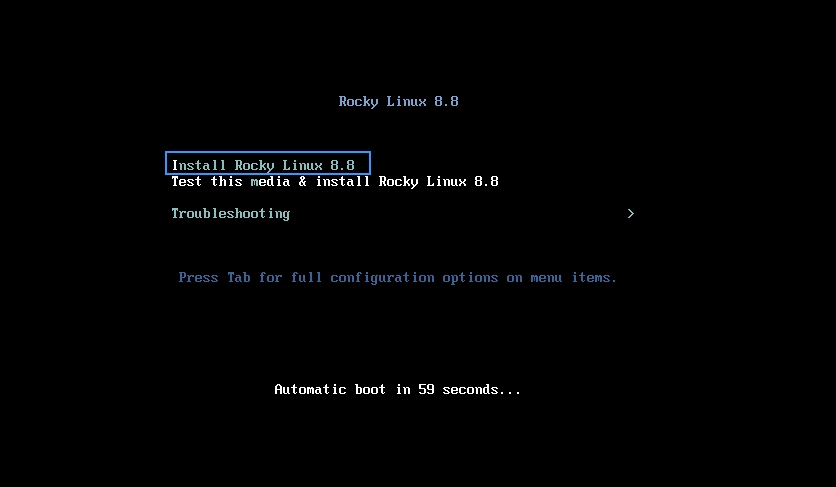 Rocky Linux 8.8
Install Rocky Linux 8.8
Test this media & install Rocky Linux 8.8
Troubleshooting >
Press Tab for full configuration options on menu items.
Automatic boot in 59 seconds...